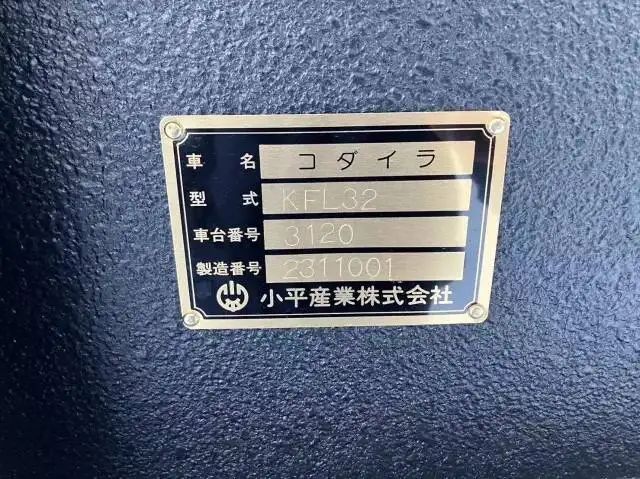 車名 コダイラ
型式 KFL32
車台番号 3120
製造番号 2311001
小平産業株式会社